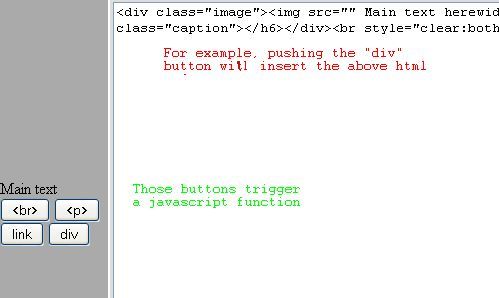 <div class="image"><img src="" Main text herewid
class="caption"></h6></div><br style="clear:both
For example, pushing the "div"
button will insert the above html
Main text
<br> <p>
link div
Those buttons trigger
a javascript function